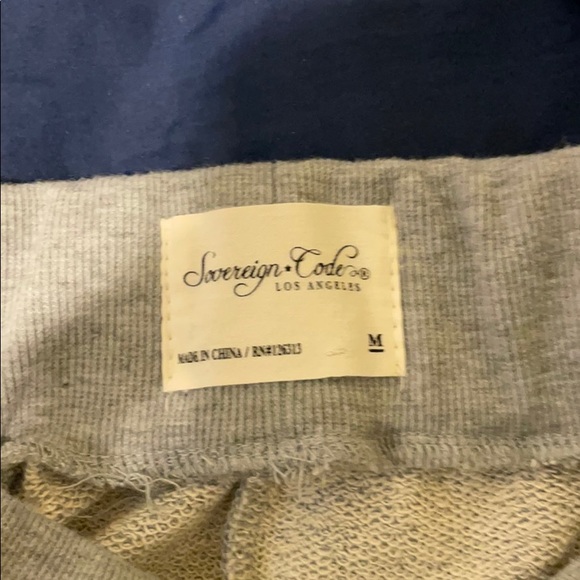 Sovereign ★ Code ®
LOS ANGELES
MADE IN CHINA / RN#126313
M